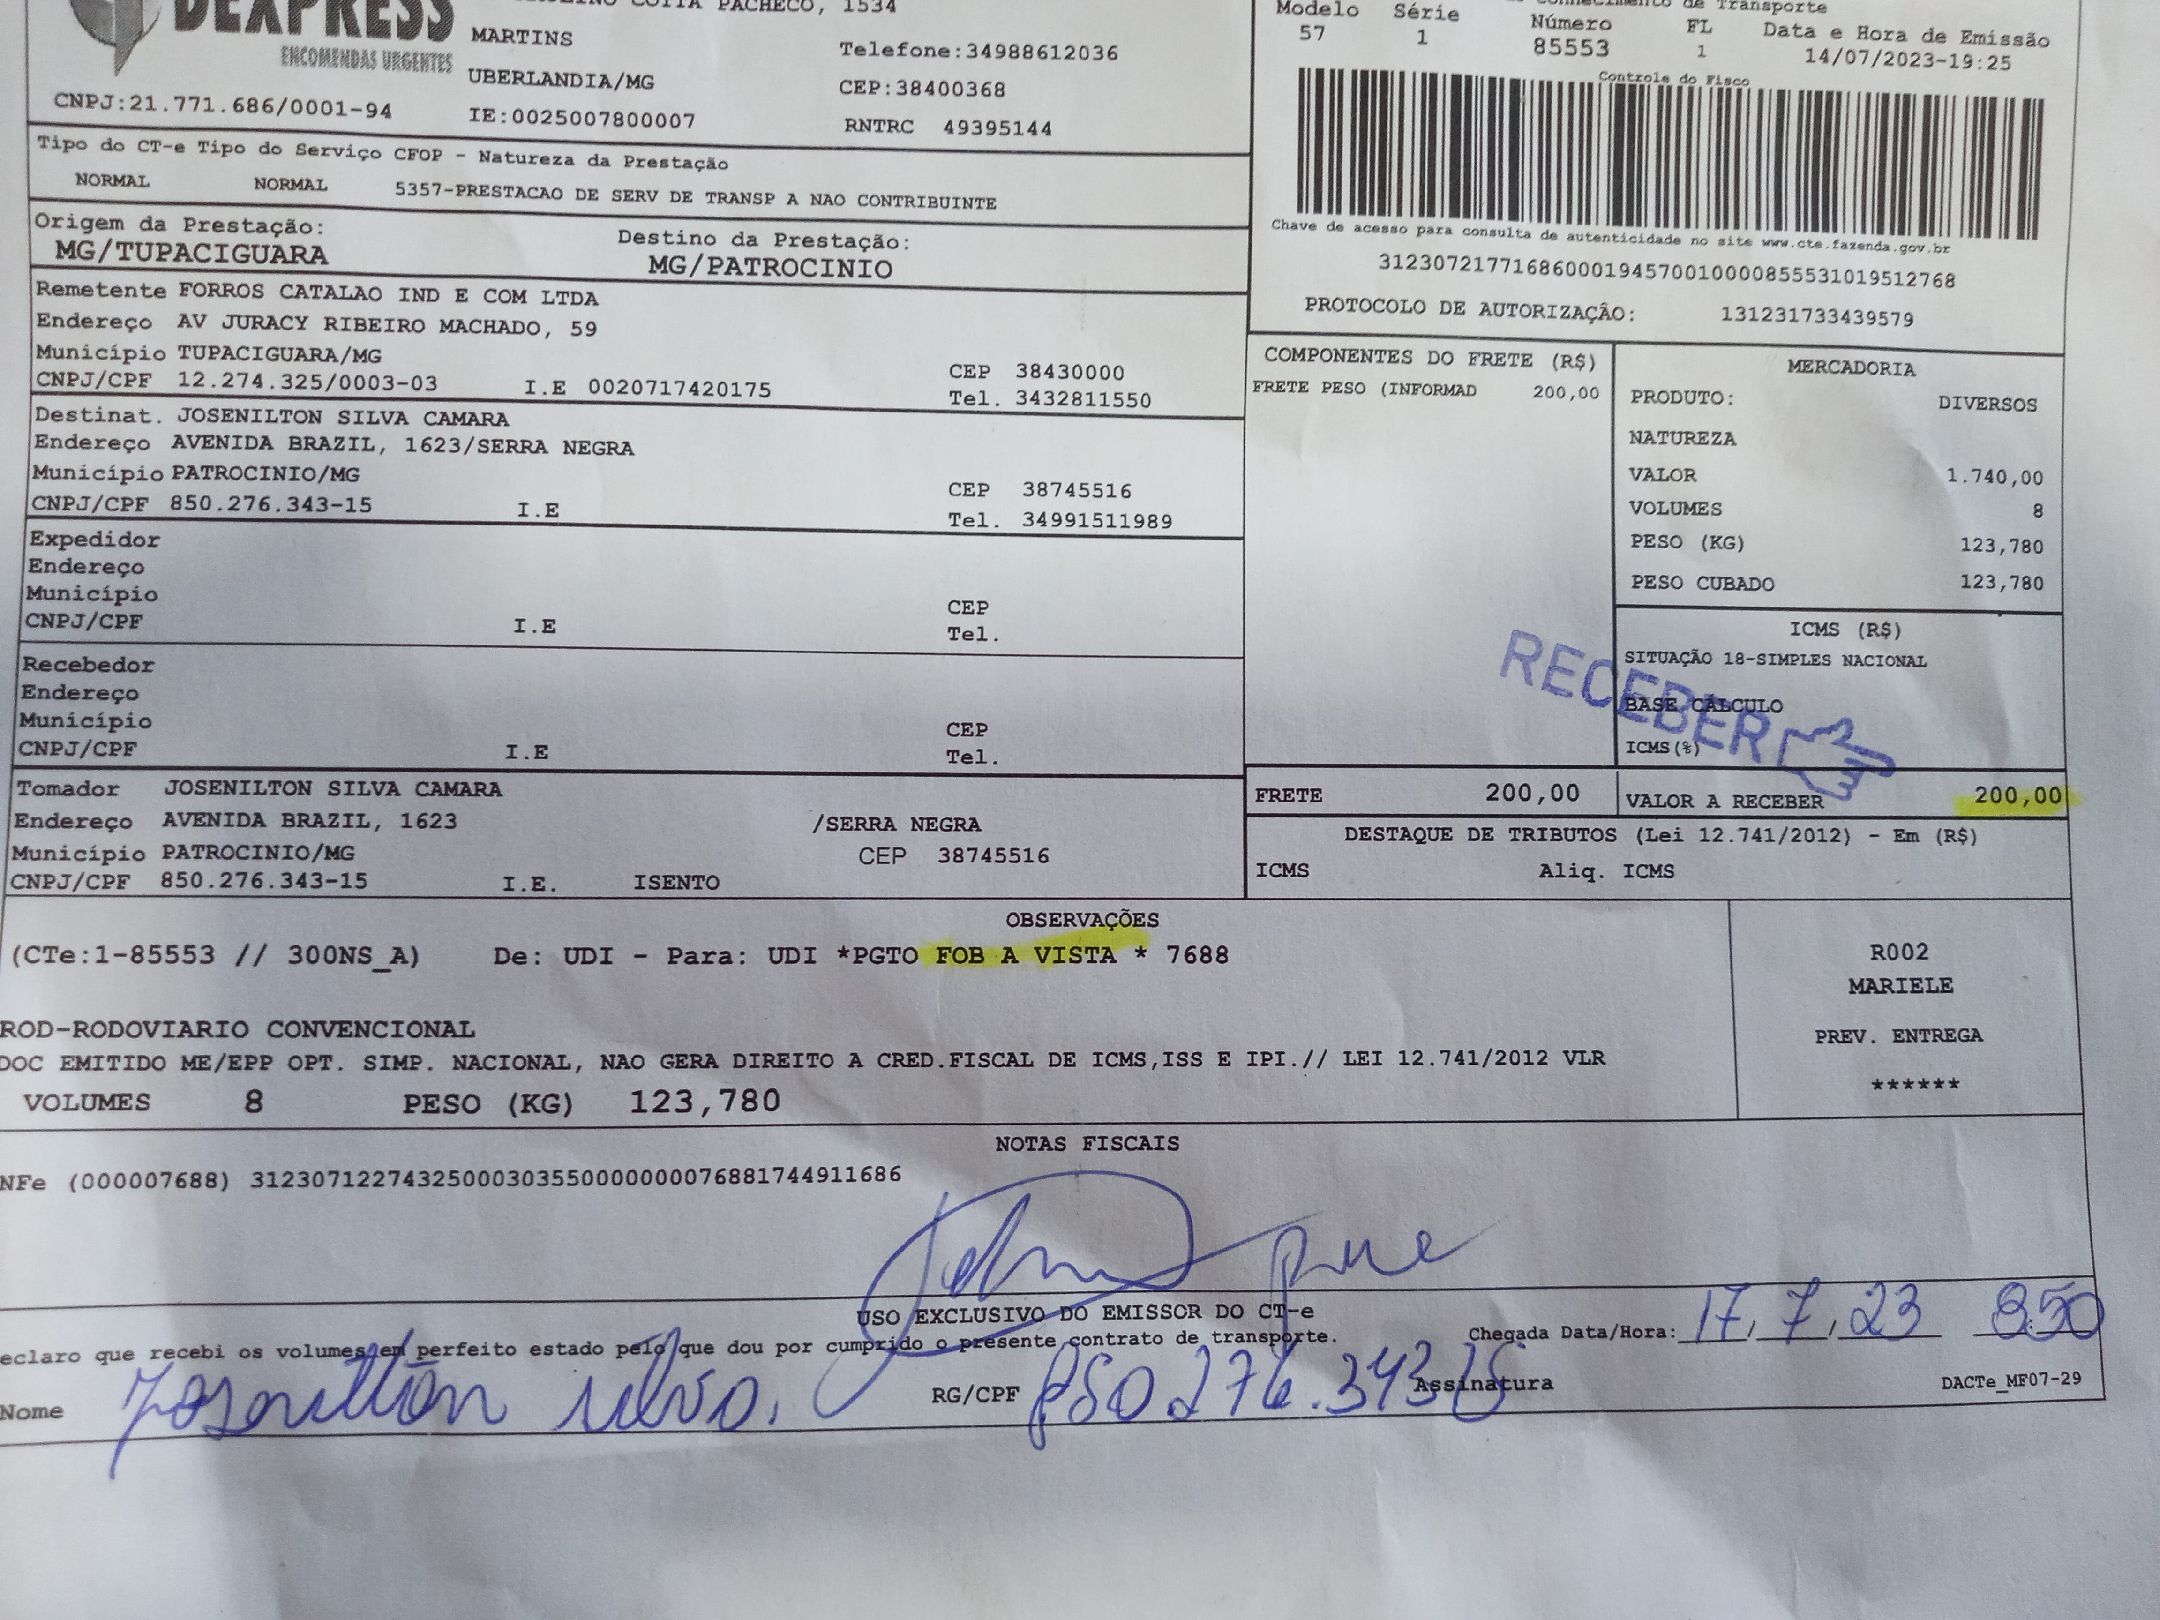 DEXPRESS
ENCOMENDAS URGENTES
COTTA PACHECO, 1534
MARTINS
UBERLANDIA/MG
Telefone:34988612036
CEP:38400368
CNPJ:21.771.686/0001-94
IE:0025007800007
RNTRC 49395144
de Transporte
Modelo Série Número FL Data e Hora de Emissão
57 1 85553 1 14/07/2023-19:25
Controle do Fisco
Chave de acesso para consulta de autenticidade no site www.cte.fazenda.gov.br
31230721771686000194570010000855531019512768
PROTOCOLO DE AUTORIZAÇÃO: 131231733439579
Tipo do CT-e Tipo do Serviço CFOP - Natureza da Prestação
NORMAL NORMAL 5357-PRESTACAO DE SERV DE TRANSP A NAO CONTRIBUINTE
Origem da Prestação: Destino da Prestação:
MG/TUPACIGUARA MG/PATROCINIO
Remetente FORROS CATALAO IND E COM LTDA
Endereço AV JURACY RIBEIRO MACHADO, 59
Município TUPACIGUARA/MG CEP 38430000
CNPJ/CPF 12.274.325/0003-03 I.E 0020717420175 Tel. 3432811550
Destinat. JOSENILTON SILVA CAMARA
Endereço AVENIDA BRAZIL, 1623/SERRA NEGRA
Município PATROCINIO/MG CEP 38745516
CNPJ/CPF 850.276.343-15 I.E Tel. 34991511989
Expedidor
Endereço
Município CEP
CNPJ/CPF I.E Tel.
Recebedor
Endereço
Município CEP
CNPJ/CPF I.E Tel.
Tomador JOSENILTON SILVA CAMARA
Endereço AVENIDA BRAZIL, 1623 /SERRA NEGRA
Município PATROCINIO/MG CEP 38745516
CNPJ/CPF 850.276.343-15 I.E. ISENTO
COMPONENTES DO FRETE (R$)
FRETE PESO (INFORMAD 200,00
MERCADORIA
PRODUTO: DIVERSOS
NATUREZA
VALOR 1.740,00
VOLUMES 8
PESO (KG) 123,780
PESO CUBADO 123,780
ICMS (R$)
SITUAÇÃO 18-SIMPLES NACIONAL
BASE CALCULO
ICMS(%)
RECEBER
FRETE 200,00 VALOR A RECEBER 200,00
DESTAQUE DE TRIBUTOS (Lei 12.741/2012) - Em (R$)
ICMS Aliq. ICMS
OBSERVAÇÕES
(CTe:1-85553 // 300NS_A) De: UDI - Para: UDI *PGTO FOB A VISTA * 7688
ROD-RODOVIARIO CONVENCIONAL
DOC EMITIDO ME/EPP OPT. SIMP. NACIONAL, NAO GERA DIREITO A CRED.FISCAL DE ICMS,ISS E IPI.// LEI 12.741/2012 VLR
VOLUMES 8 PESO (KG) 123,780
R002
MARIELE
PREV. ENTREGA
******
NOTAS FISCAIS
NFe (000007688) 31230712274325000303550000000076881744911686
USO EXCLUSIVO DO EMISSOR DO CT-e
eclaro que recebi os volumes em perfeito estado pelo que dou por cumprido o presente contrato de transporte.
Chegada Data/Hora: 17, 7, 23 850
Nome Josenilton silva. RG/CPF 850.276.343 15 Assinatura
DACTe_MF07-29